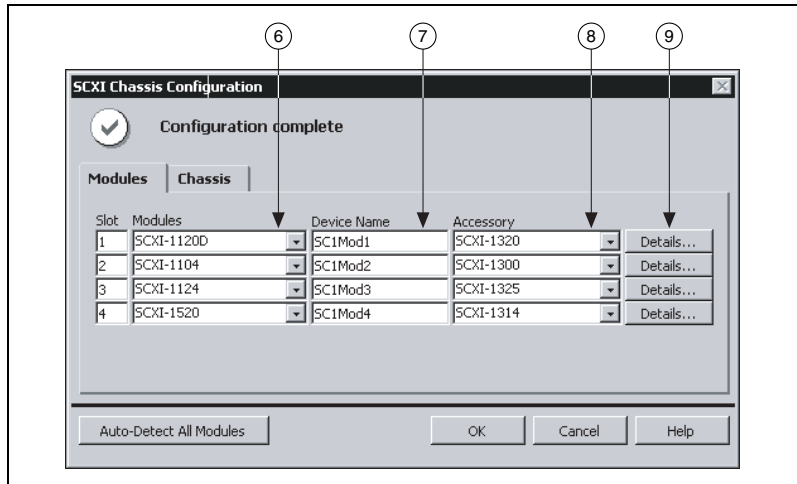 6 7 8 9
SCXI Chassis Configuration
Configuration complete
Modules Chassis
Slot Modules Device Name Accessory
1 SCXI-1120D SC1Mod1 SCXI-1320 Details...
2 SCXI-1104 SC1Mod2 SCXI-1300 Details...
3 SCXI-1124 SC1Mod3 SCXI-1325 Details...
4 SCXI-1520 SC1Mod4 SCXI-1314 Details...
Auto-Detect All Modules OK Cancel Help